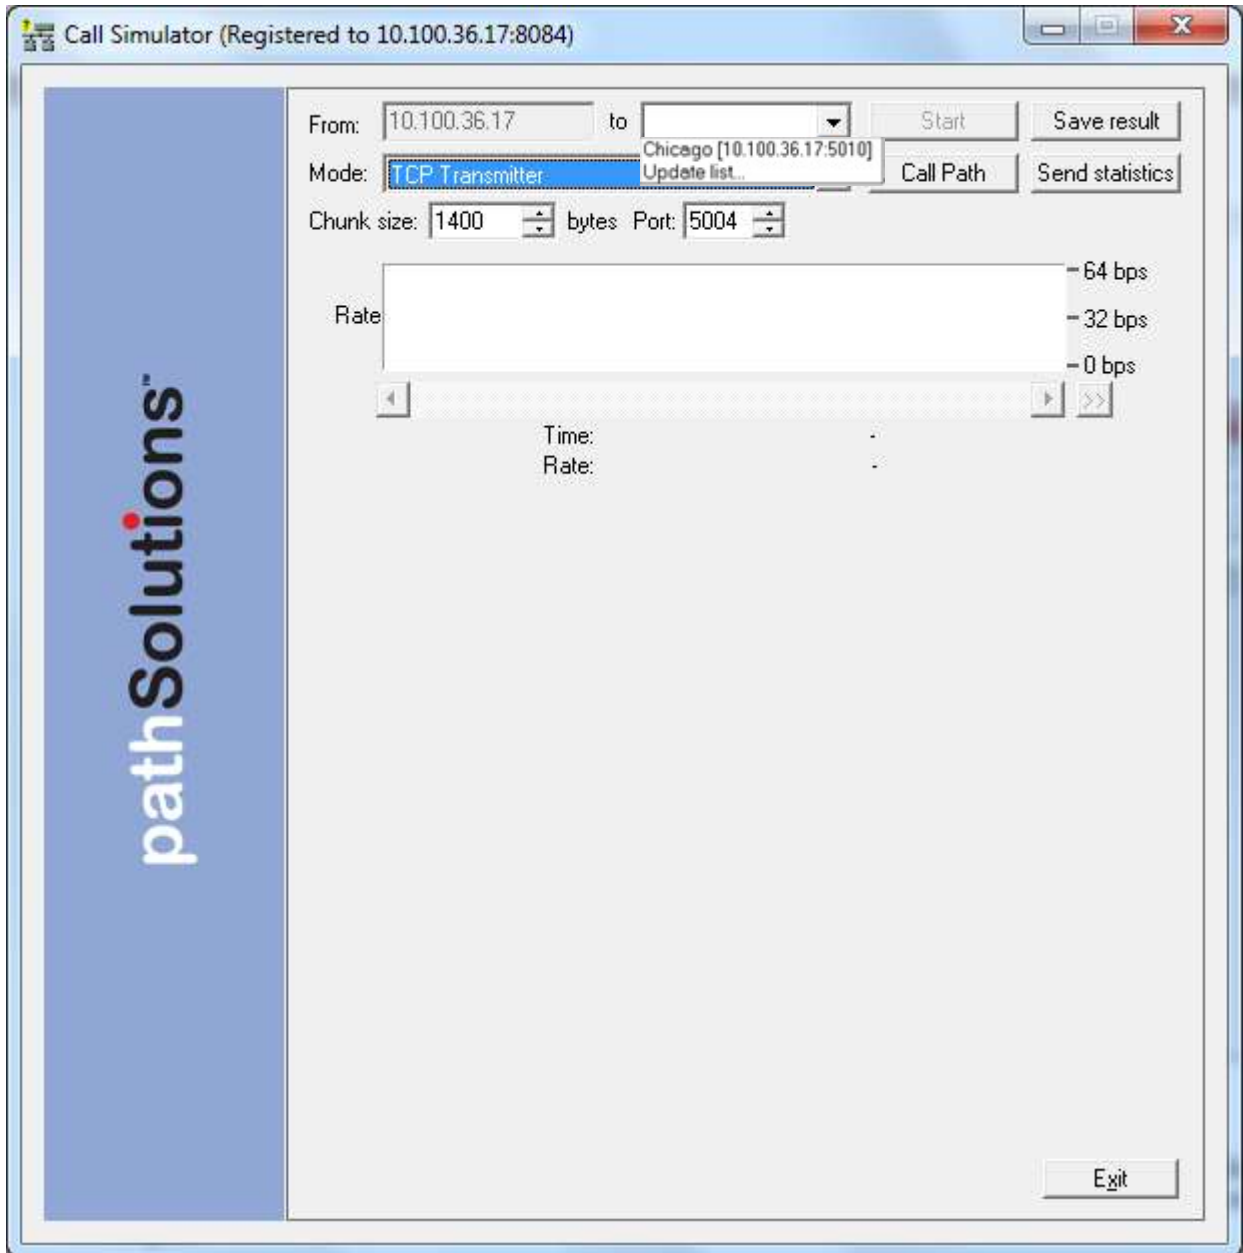 Call Simulator (Registered to 10.100.36.17:8084)
From: 10.100.36.17 to Start Save result
Chicago [10.100.36.17:5010]
Update list...
Mode: TCP Transmitter Call Path Send statistics
Chunk size: 1400 bytes Port: 5004
64 bps
Rate 32 bps
0 bps
>>
Time: -
Rate: -
pathSolutions™
Exit